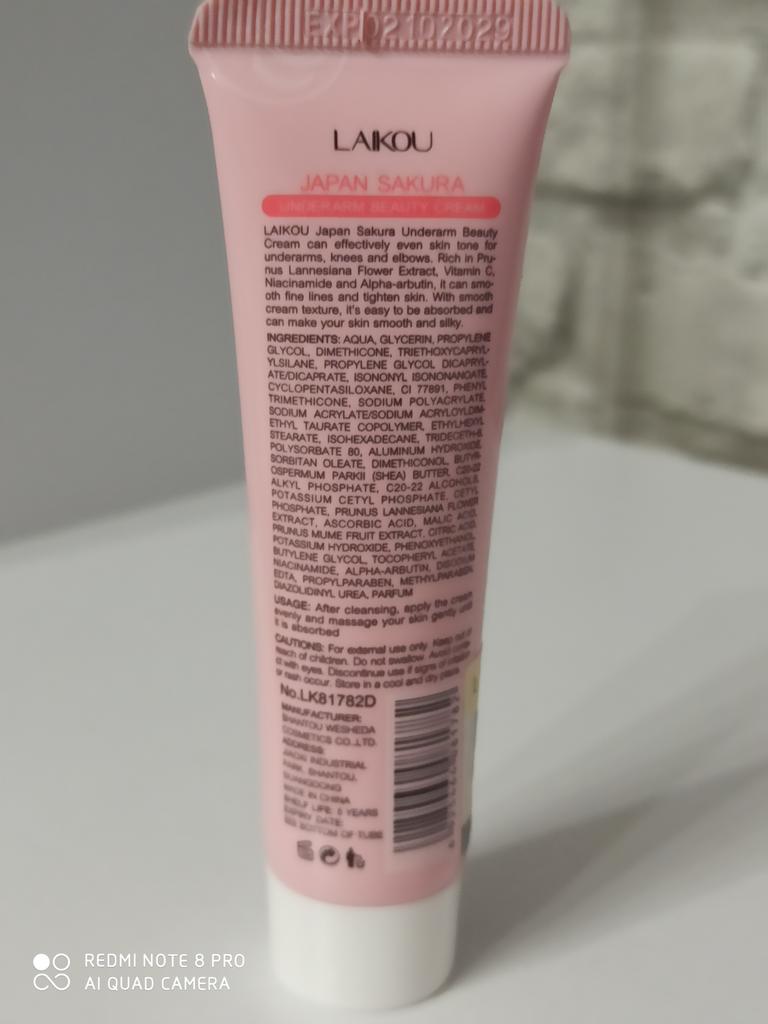 EXP 02102029
LAIKOU
JAPAN SAKURA
UNDERARM BEAUTY CREAM
LAIKOU Japan Sakura Underarm Beauty
Cream can effectively even skin tone for
underarms, knees and elbows. Rich in Pru-
nus Lannesiana Flower Extract, Vitamin C,
Niacinamide and Alpha-arbutin, it can smo-
oth fine lines and tighten skin. With smooth
cream texture, it's easy to be absorbed and
can make your skin smooth and silky.
INGREDIENTS: AQUA, GLYCERIN, PROPYLENE
GLYCOL, DIMETHICONE, TRIETHOXYCAPRYL-
YLSILANE, PROPYLENE GLYCOL DICAPRYL-
ATE/DICAPRATE, ISONONYL ISONONANOATE,
CYCLOPENTASILOXANE, CI 77891, PHENYL
TRIMETHICONE, SODIUM POLYACRYLATE,
SODIUM ACRYLATE/SODIUM ACRYLOYLDIM-
ETHYL TAURATE COPOLYMER, ETHYLHEXYL
STEARATE, ISOHEXADECANE, TRIDECETH-6,
POLYSORBATE 80, ALUMINUM HYDROXIDE,
SORBITAN OLEATE, DIMETHICONOL, BUTYR-
OSPERMUM PARKII (SHEA) BUTTER, C20-22
ALKYL PHOSPHATE, C20-22 ALCOHOLS,
POTASSIUM CETYL PHOSPHATE, CETYL
PHOSPHATE, PRUNUS LANNESIANA FLOWER
EXTRACT, ASCORBIC ACID, MALIC ACID,
PRUNUS MUME FRUIT EXTRACT, CITRIC ACID,
POTASSIUM HYDROXIDE, PHENOXYETHANOL,
BUTYLENE GLYCOL, TOCOPHERYL ACETATE,
NIACINAMIDE, ALPHA-ARBUTIN, DISODIUM
EDTA, PROPYLPARABEN, METHYLPARABEN,
DIAZOLIDINYL UREA, PARFUM
USAGE: After cleansing, apply the cream
evenly and massage your skin gently until
it is absorbed
CAUTIONS: For external use only. Keep out of
reach of children. Do not swallow. Avoid conta-
ct with eyes. Discontinue use if signs of irritation
or rash occur. Store in a cool and dry place.
No.LK81782D
MANUFACTURER:
SHANTOU WESHEDA
COSMETICS CO.,LTD.
ADDRESS:
INDUSTRIAL
PARK, SHANTOU,
GUANGDONG
MADE IN CHINA
SHELF LIFE: 5 YEARS
EXPIRY DATE:
SEE BOTTOM OF TUBE
REDMI NOTE 8 PRO
AI QUAD CAMERA